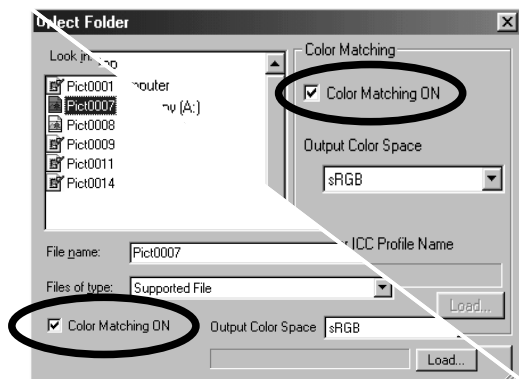 Select Folder
Look in:
Pict0001
Pict0007
Pict0008
Pict0009
Pict0011
Pict0014
(A:)
File name: Pict0007
Files of type: Supported File
Color Matching ON Output Color Space sRGB
Load...
Color Matching
Color Matching ON
Output Color Space
sRGB
ICC Profile Name
Load...